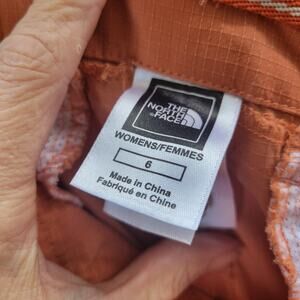 THE
NORTH
FACE
WOMENS/FEMMES
6
Made in China
Fabriqué en Chine